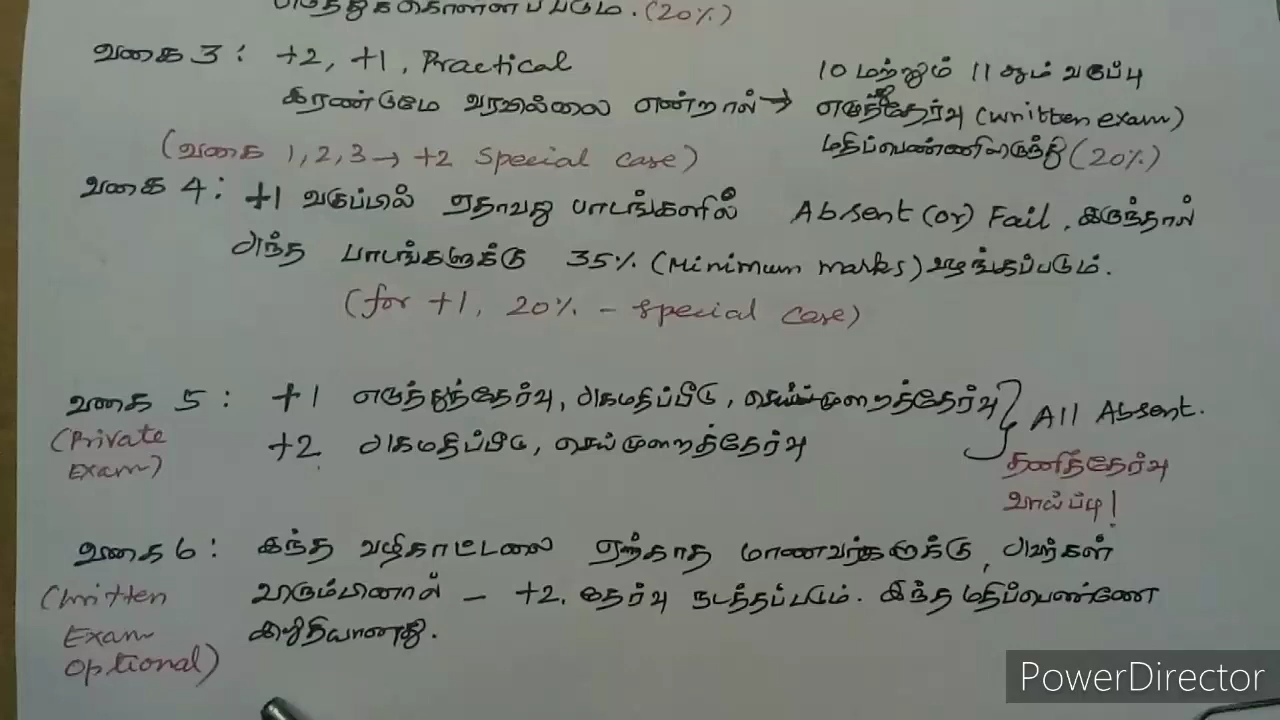 எடுத்துக்கொள்ளப்படும். (20%)
வகை 3 : +2, +1, Practical
இரண்டுமே வரவில்லை என்றால் →
10 மற்றும் 11 ஆம் வகுப்பு
எழுத்தேர்வு (written exam)
மதிப்பெண்ணிலிருந்து (20%)
(வகை 1, 2, 3 → +2 Special case)
வகை 4 : +1 வகுப்பில் ஏதாவது பாடங்களில் Absent (or) Fail, இருந்தால்
அந்த பாடங்களுக்கு 35% (Minimum marks) வழங்கப்படும்.
(for +1, 20% - special case)
வகை 5 : +1 எழுத்துத்தேர்வு, அகமதிப்பீடு, செய்முறைத்தேர்வு } All Absent.
(Private +2 அகமதிப்பீடு, செய்முறைத்தேர்வு
Exam)
தனித்தேர்வு
வாய்ப்பு!
வகை 6 : இந்த வழிகாட்டலை ஏற்காத மாணவர்களுக்கு, அவர்கள்
(Written விரும்பினால் - +2, தேர்வு நடத்தப்படும். இந்த மதிப்பெண்ணே
Exam இறுதியானது.
optional)
PowerDirector